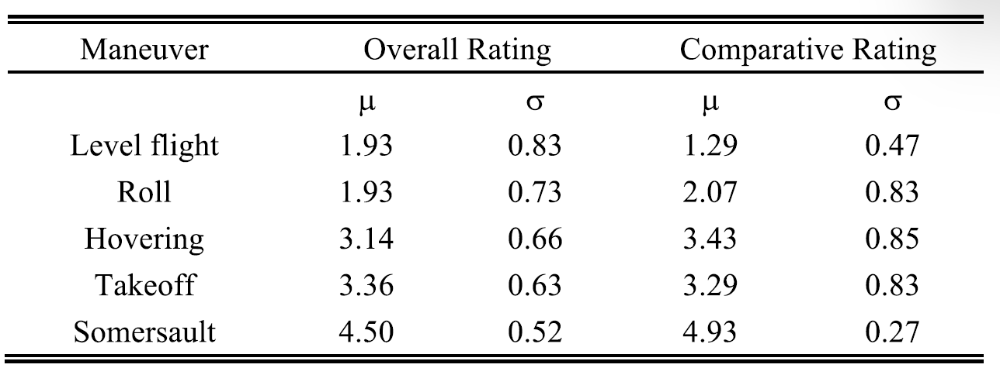 Maneuver Overall Rating Comparative Rating
μ σ μ σ
Level flight 1.93 0.83 1.29 0.47
Roll 1.93 0.73 2.07 0.83
Hovering 3.14 0.66 3.43 0.85
Takeoff 3.36 0.63 3.29 0.83
Somersault 4.50 0.52 4.93 0.27